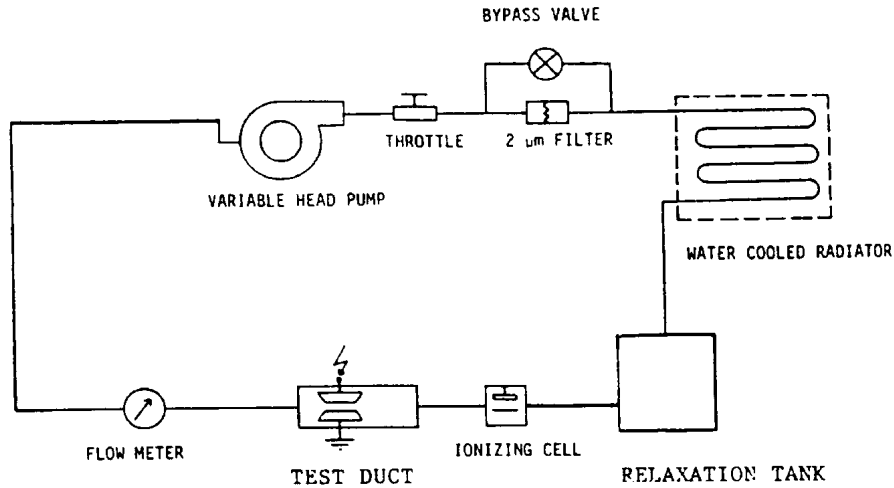 BYPASS VALVE
THROTTLE
2 µm FILTER
VARIABLE HEAD PUMP
WATER COOLED RADIATOR
FLOW METER
TEST DUCT
IONIZING CELL
RELAXATION TANK